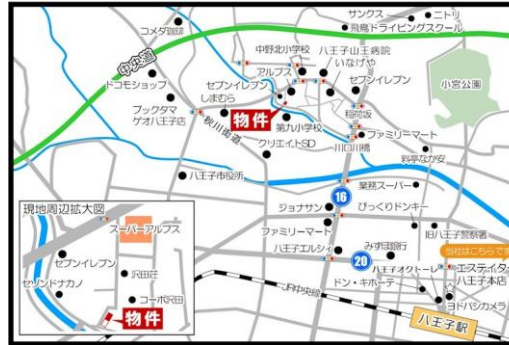 サンクス
ニトリ
飛鳥ドライビングスクール
コメダ珈琲
中央道
中野北小学校
八王子山王病院
アルプス
いなげや
ドコモショップ
セブンイレブン
セブンイレブン
小宮公園
しまむら
ブックタマ
ゲオ八王子店
物件
稲荷坂
第九小学校
ファミリーマート
秋川街道
川口川橋
クリエイトSD
料亭なか安
八王子市役所
16
業務スーパー
現地周辺拡大図
ジョナサン
びっくりドンキー
スーパーアルプス
ファミリーマート
旧八王子警察署
八王子エルシィ
みずほ銀行
当社はこちらです
セブンイレブン
20
八王子オクトーレ
エステイター
八王子本店
沢田荘
ドン・キホーテ
セゾンドナカノ
JR中央線
コーポ沢田
ヨドバシカメラ
物件
八王子駅